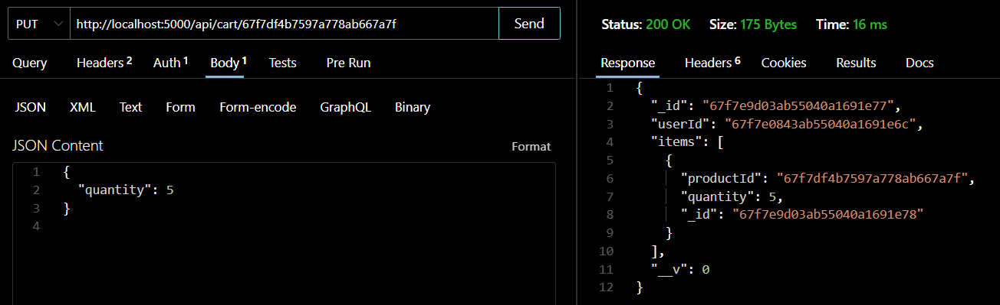 PUT http://localhost:5000/api/cart/67f7df4b7597a778ab667a7f Send
Query Headers 2 Auth 1 Body 1 Tests Pre Run
JSON XML Text Form Form-encode GraphQL Binary
JSON Content Format
1 {
2 "quantity": 5
3 }
4
Status: 200 OK Size: 175 Bytes Time: 16 ms
Response Headers 6 Cookies Results Docs
1 {
2 "_id": "67f7e9d03ab55040a1691e77",
3 "userId": "67f7e0843ab55040a1691e6c",
4 "items": [
5 {
6 "productId": "67f7df4b7597a778ab667a7f",
7 "quantity": 5,
8 "_id": "67f7e9d03ab55040a1691e78"
9 }
10 ],
11 "__v": 0
12 }